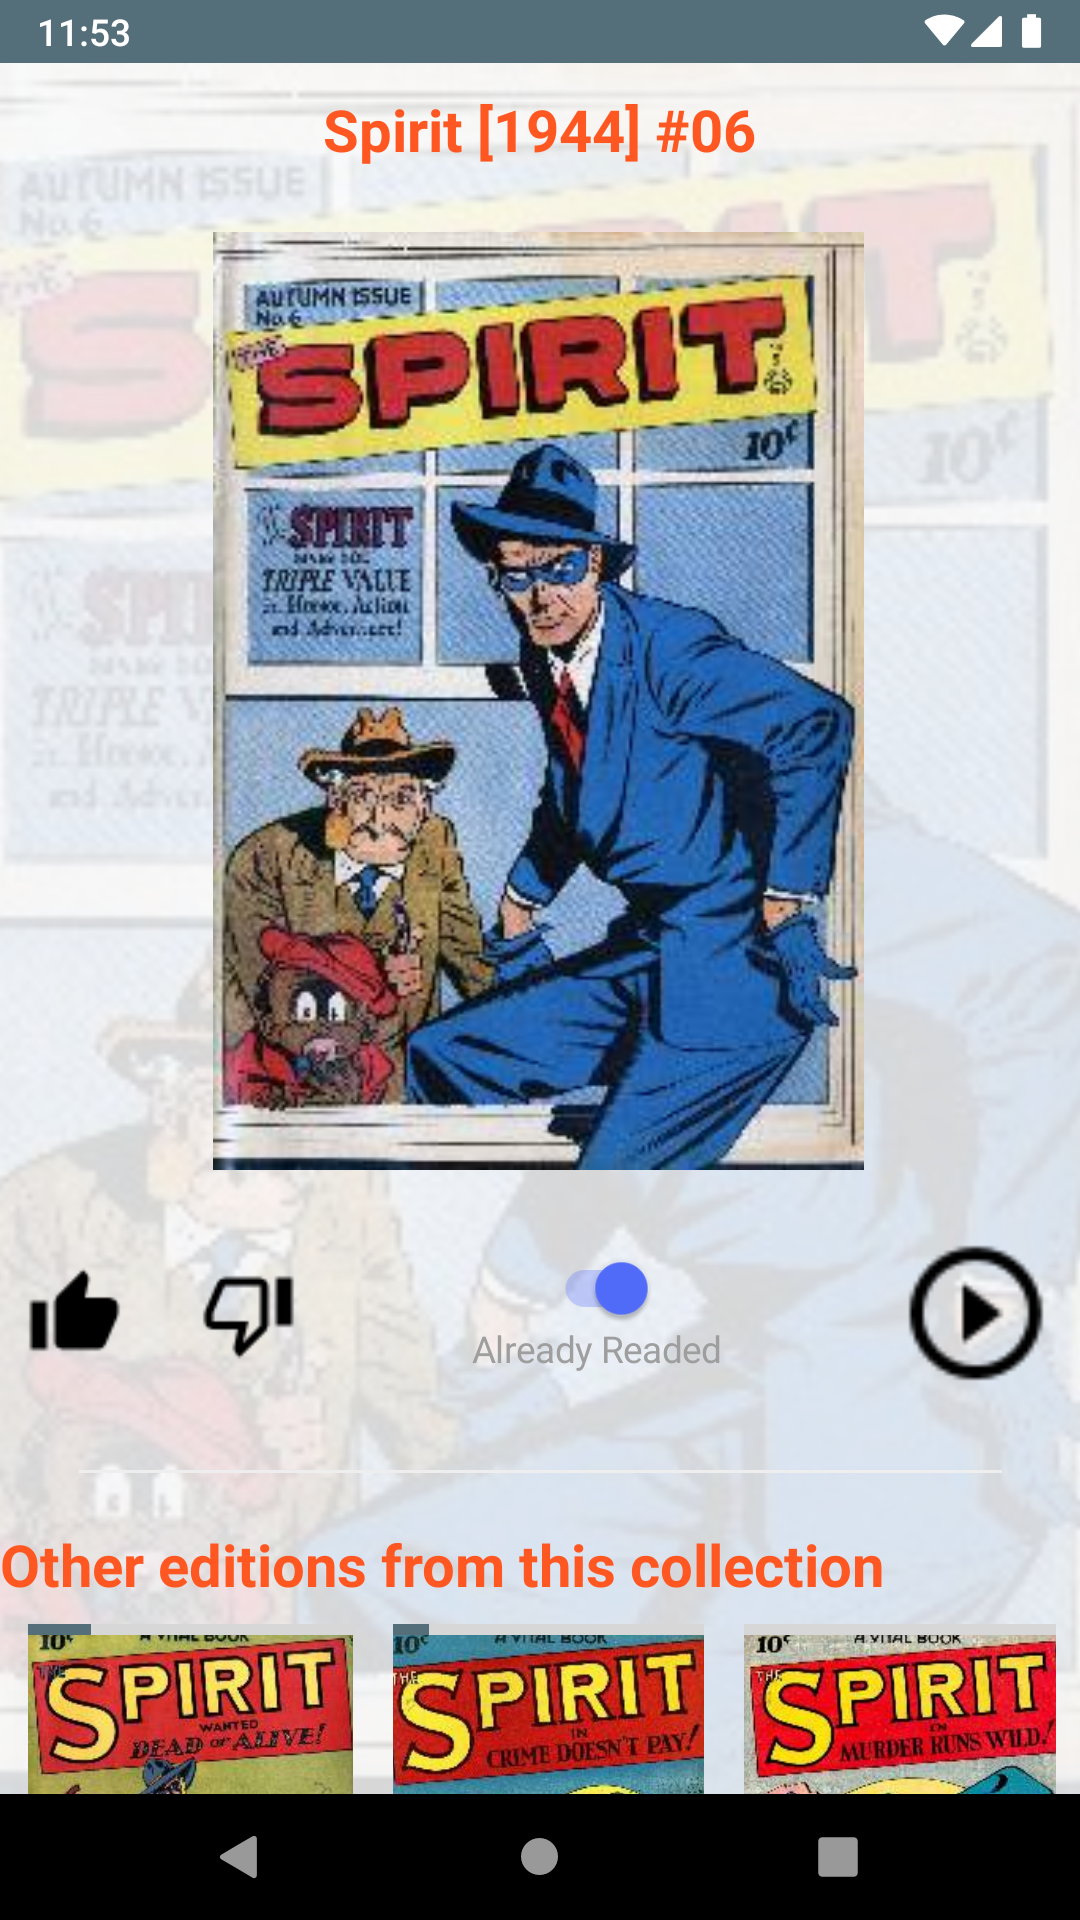 11:53
Spirit [1944] #06
AUTUMN ISSUE
No. 6
THE
SPIRIT
10¢
SPIRIT
TRIPLE VALUE
in Horror, Action
and Adventure!
Already Readed
Other editions from this collection
10¢
A VITAL BOOK
THE
SPIRIT
WANTED
DEAD or ALIVE!
10¢
A VITAL BOOK
THE
SPIRIT
IN
CRIME DOESN'T PAY!
10¢
A VITAL BOOK
THE
SPIRIT
IN
MURDER RUNS WILD!